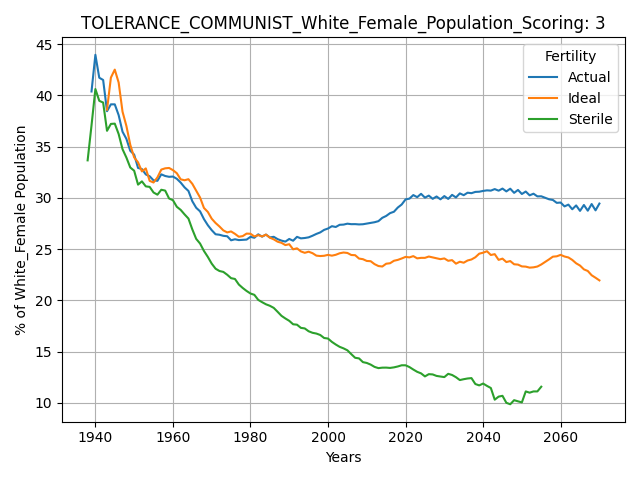 TOLERANCE_COMMUNIST_White_Female_Population_Scoring: 3
% of White_Female Population
45
40
35
30
25
20
15
10
Fertility
Actual
Ideal
Sterile
1940 1960 1980 2000 2020 2040 2060
Years